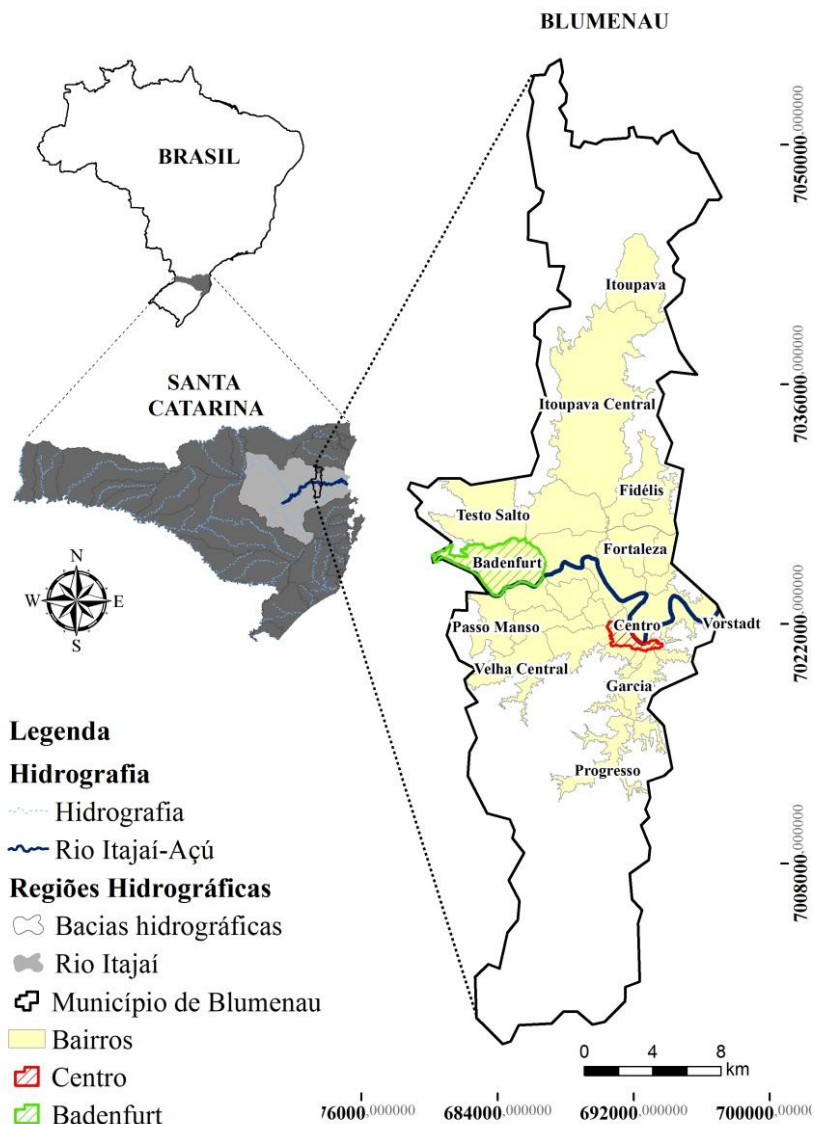 BLUMENAU
BRASIL
SANTA
CATARINA
N
W
E
S
Itoupava
Itoupava Central
Fidélis
Testo Salto
Fortaleza
Badenfurt
Passo Manso
Centro
Vorstadt
Velha Central
Garcia
Progresso
7050000,000000
7036000,000000
7022000,000000
7008000,000000
Legenda
Hidrografia
Hidrografia
Rio Itajaí-Açú
Regiões Hidrográficas
Bacias hidrográficas
Rio Itajaí
Município de Blumenau
Bairros
Centro
Badenfurt
0 4 8
km
76000,000000 684000,000000 692000,000000 700000,000000